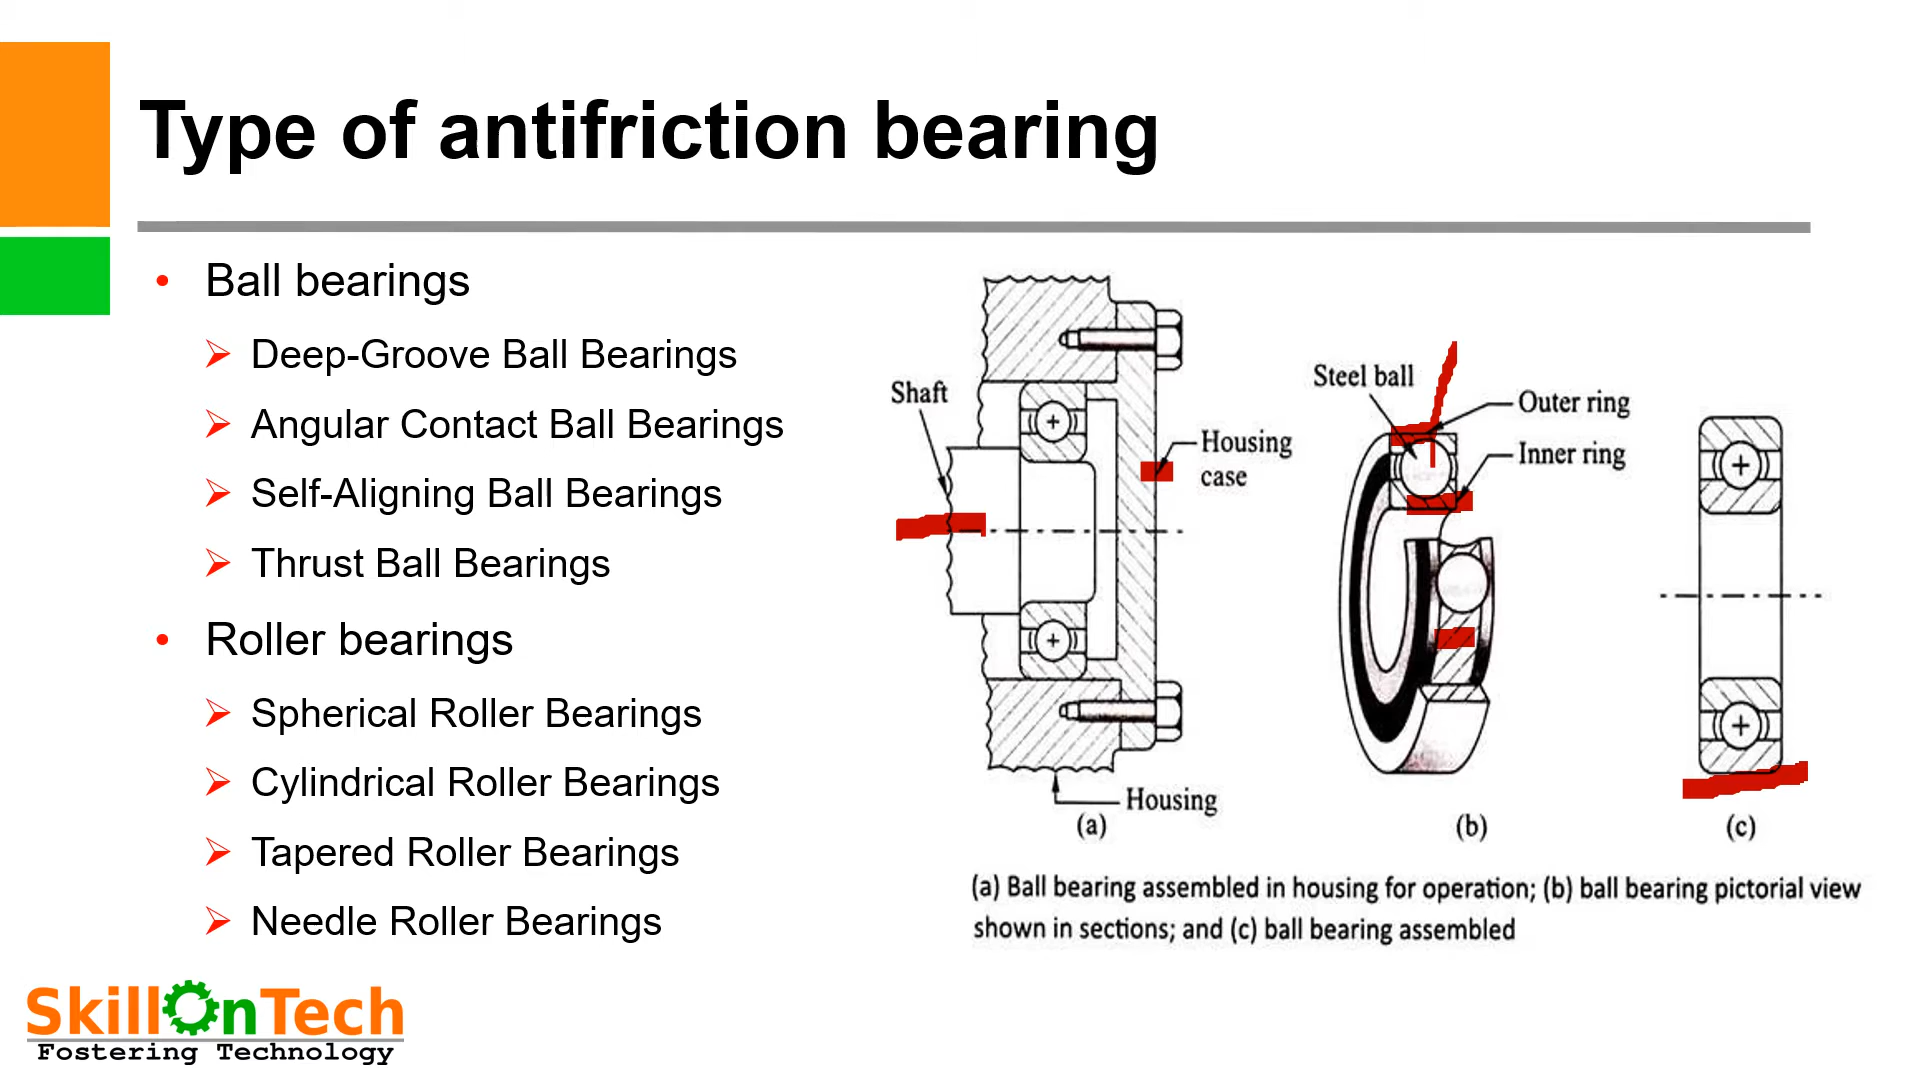 Type of antifriction bearing
• Ball bearings
➢ Deep-Groove Ball Bearings
➢ Angular Contact Ball Bearings
➢ Self-Aligning Ball Bearings
➢ Thrust Ball Bearings
• Roller bearings
➢ Spherical Roller Bearings
➢ Cylindrical Roller Bearings
➢ Tapered Roller Bearings
➢ Needle Roller Bearings
Shaft
Housing
case
Housing
(a)
Steel ball
Outer ring
Inner ring
(b)
(c)
(a) Ball bearing assembled in housing for operation; (b) ball bearing pictorial view
shown in sections; and (c) ball bearing assembled
SkillOnTech
Fostering Technology